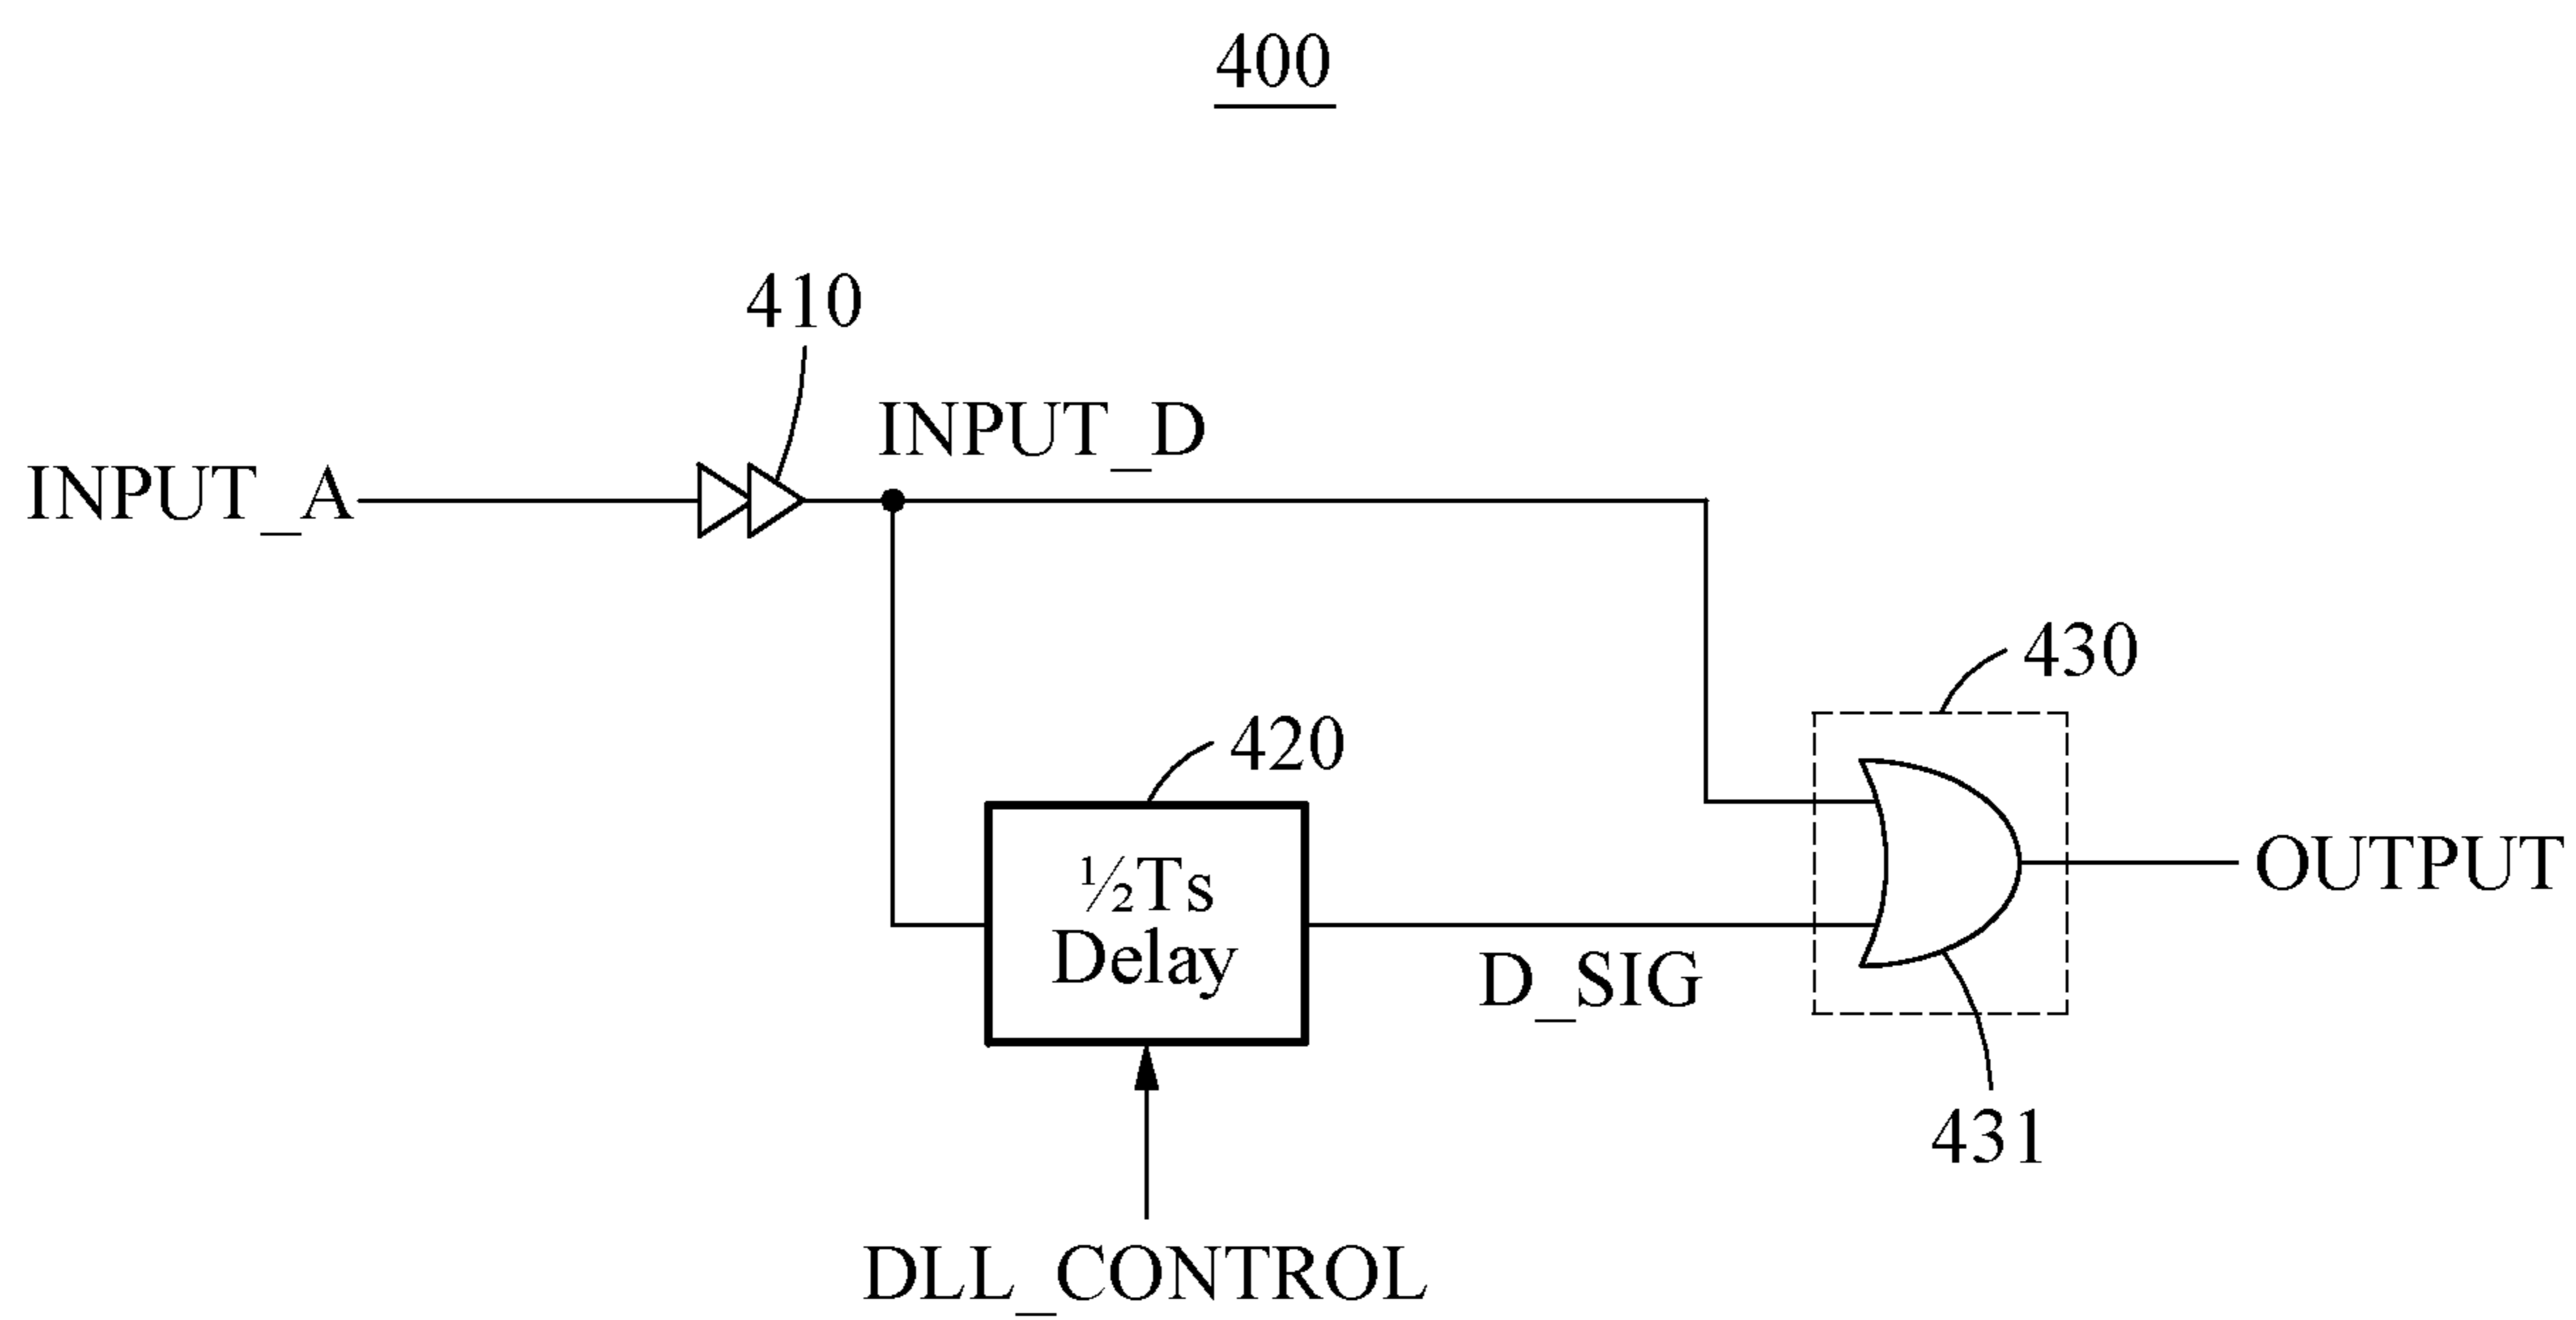 400
410
INPUT_D
INPUT_A
430
420
½Ts
Delay
OUTPUT
D_SIG
431
DLL_CONTROL